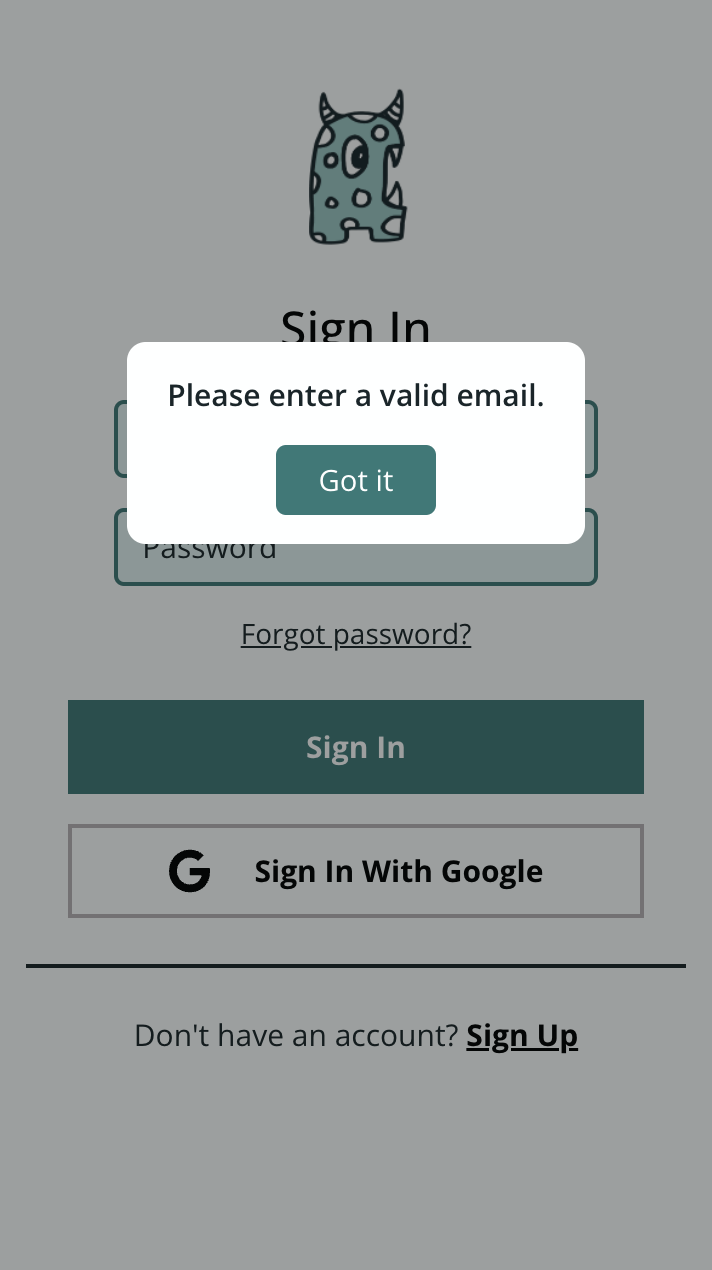 Sign In
Please enter a valid email.
Got it
Password
Forgot password?
Sign In
Sign In With Google
Don't have an account? Sign Up